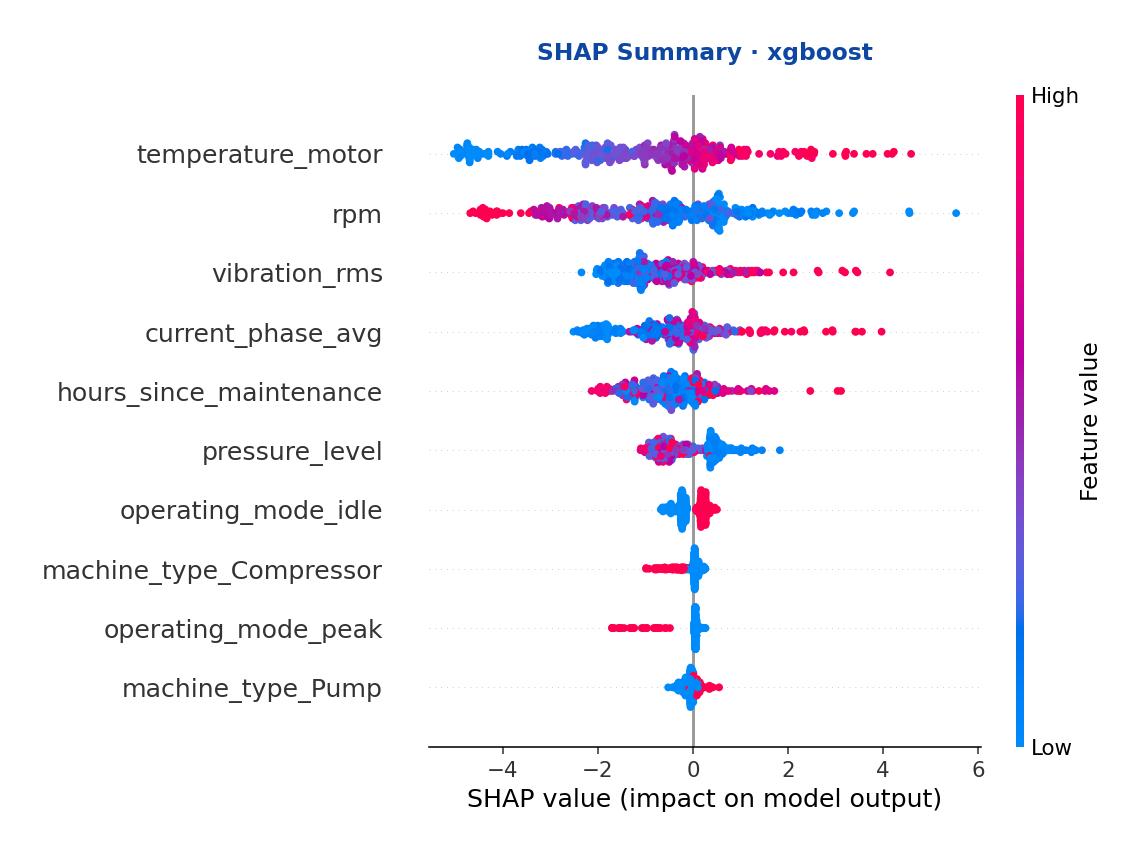 SHAP Summary · xgboost
High
temperature_motor
rpm
vibration_rms
current_phase_avg
hours_since_maintenance
pressure_level
operating_mode_idle
machine_type_Compressor
operating_mode_peak
machine_type_Pump
Feature value
Low
−4 −2 0 2 4 6
SHAP value (impact on model output)